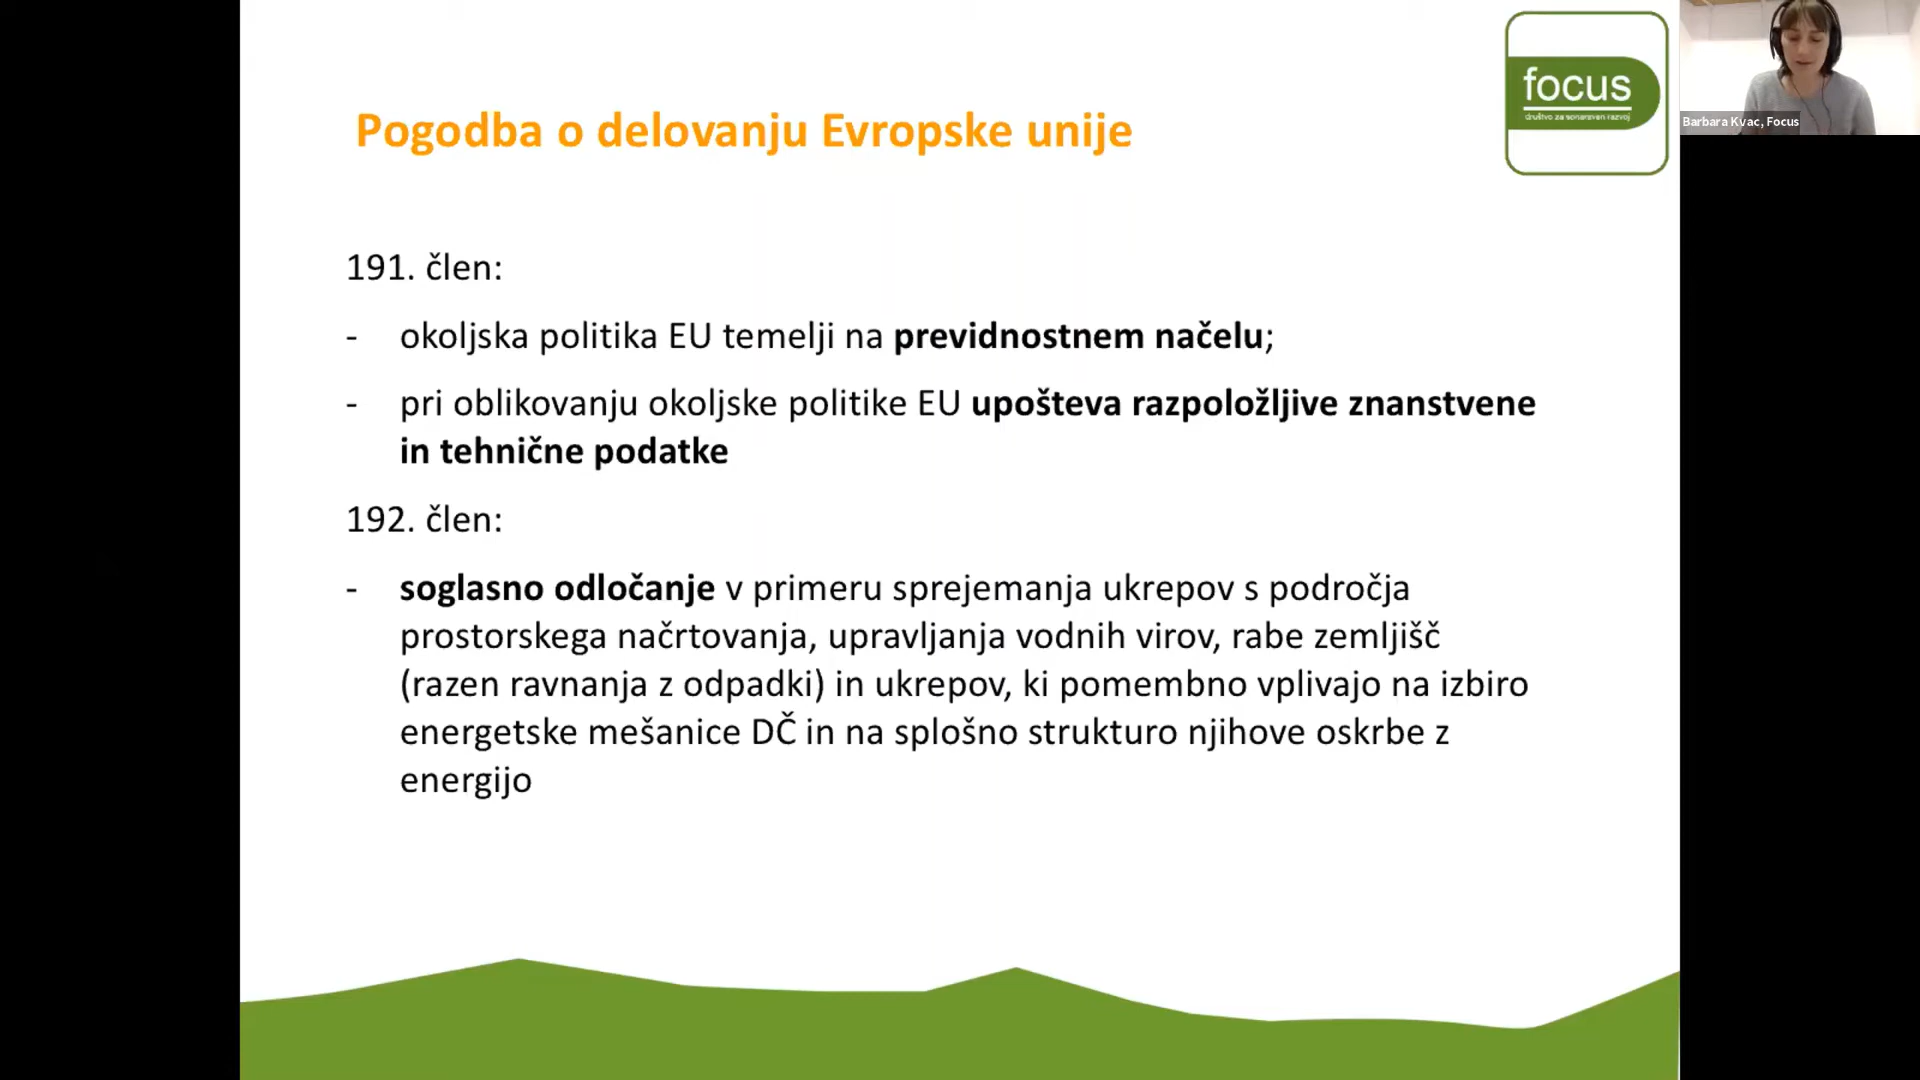 Pogodba o delovanju Evropske unije
focus
društvo za sonaraven razvoj
Barbara Kvac, Focus
191. člen:
- okoljska politika EU temelji na previdnostnem načelu;
- pri oblikovanju okoljske politike EU upošteva razpoložljive znanstvene
in tehnične podatke
192. člen:
- soglasno odločanje v primeru sprejemanja ukrepov s področja
prostorskega načrtovanja, upravljanja vodnih virov, rabe zemljišč
(razen ravnanja z odpadki) in ukrepov, ki pomembno vplivajo na izbiro
energetske mešanice DČ in na splošno strukturo njihove oskrbe z
energijo